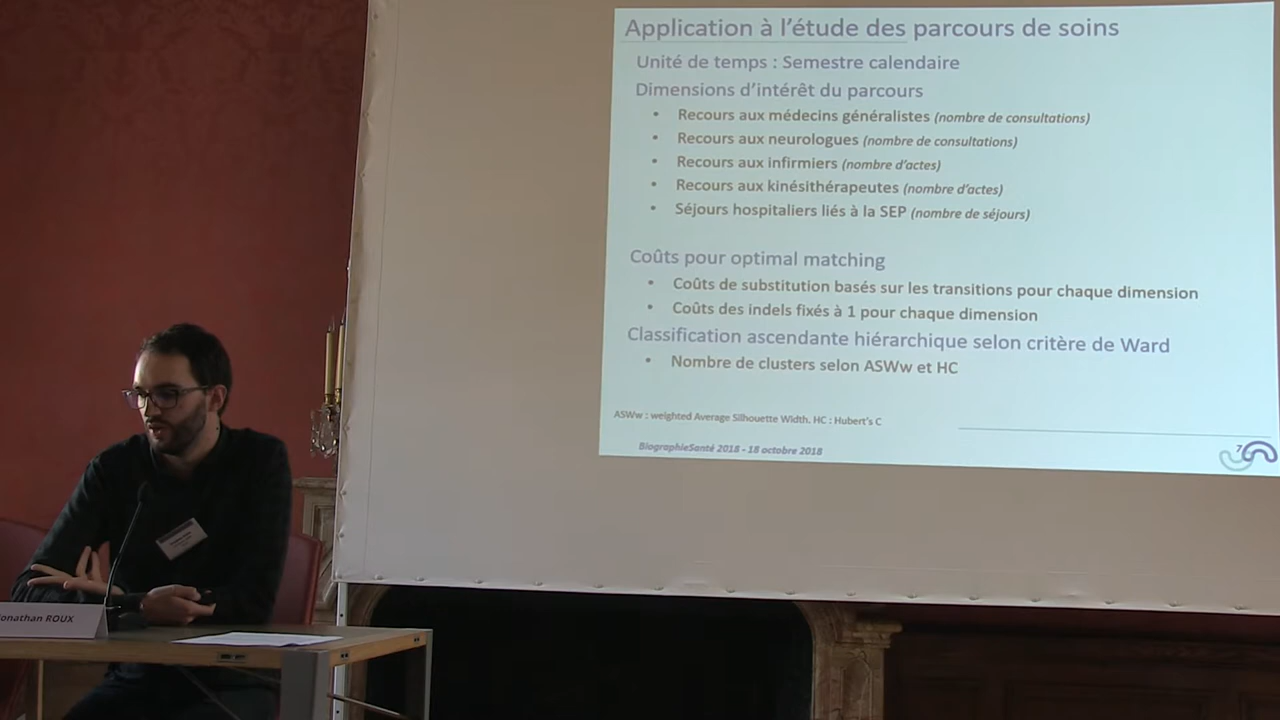 Application à l'étude des parcours de soins
Unité de temps : Semestre calendaire
Dimensions d'intérêt du parcours
• Recours aux médecins généralistes (nombre de consultations)
• Recours aux neurologues (nombre de consultations)
• Recours aux infirmiers (nombre d'actes)
• Recours aux kinésithérapeutes (nombre d'actes)
• Séjours hospitaliers liés à la SEP (nombre de séjours)
Coûts pour optimal matching
• Coûts de substitution basés sur les transitions pour chaque dimension
• Coûts des indels fixés à 1 pour chaque dimension
Classification ascendante hiérarchique selon critère de Ward
• Nombre de clusters selon ASWw et HC
ASWw : weighted Average Silhouette Width. HC : Hubert's C
BiographieSanté 2018 - 18 octobre 2018
7
onathan ROUX